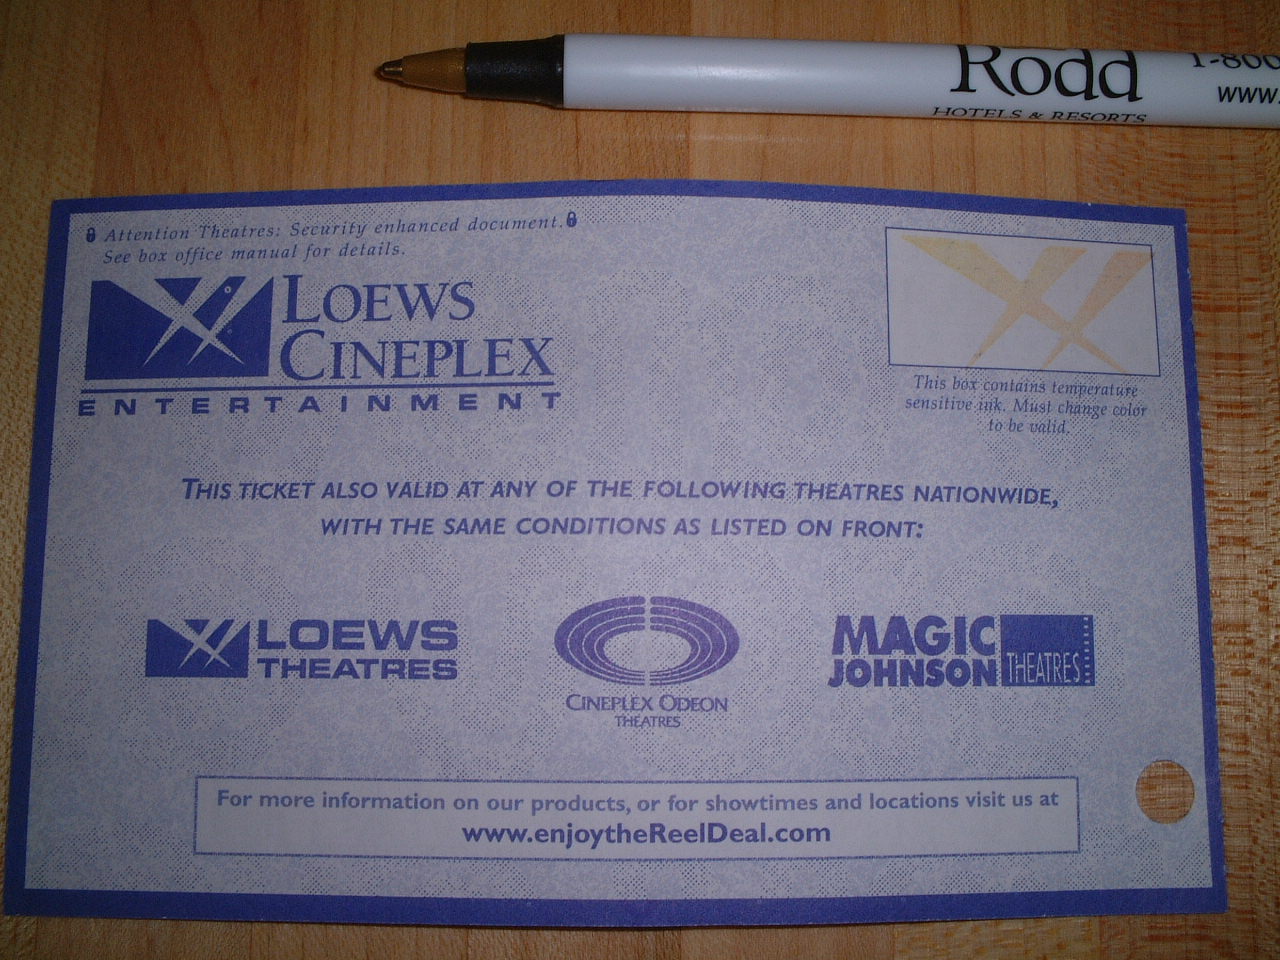 Rodd
HOTELS & RESORTS
1-800
www.
Attention Theatres: Security enhanced document.
See box office manual for details.
LOEWS
CINEPLEX
ENTERTAINMENT
This box contains temperature
sensitive ink. Must change color
to be valid.
THIS TICKET ALSO VALID AT ANY OF THE FOLLOWING THEATRES NATIONWIDE,
WITH THE SAME CONDITIONS AS LISTED ON FRONT:
LOEWS
THEATRES
CINEPLEX ODEON
THEATRES
MAGIC
JOHNSON
THEATRES
For more information on our products, or for showtimes and locations visit us at
www.enjoytheReelDeal.com